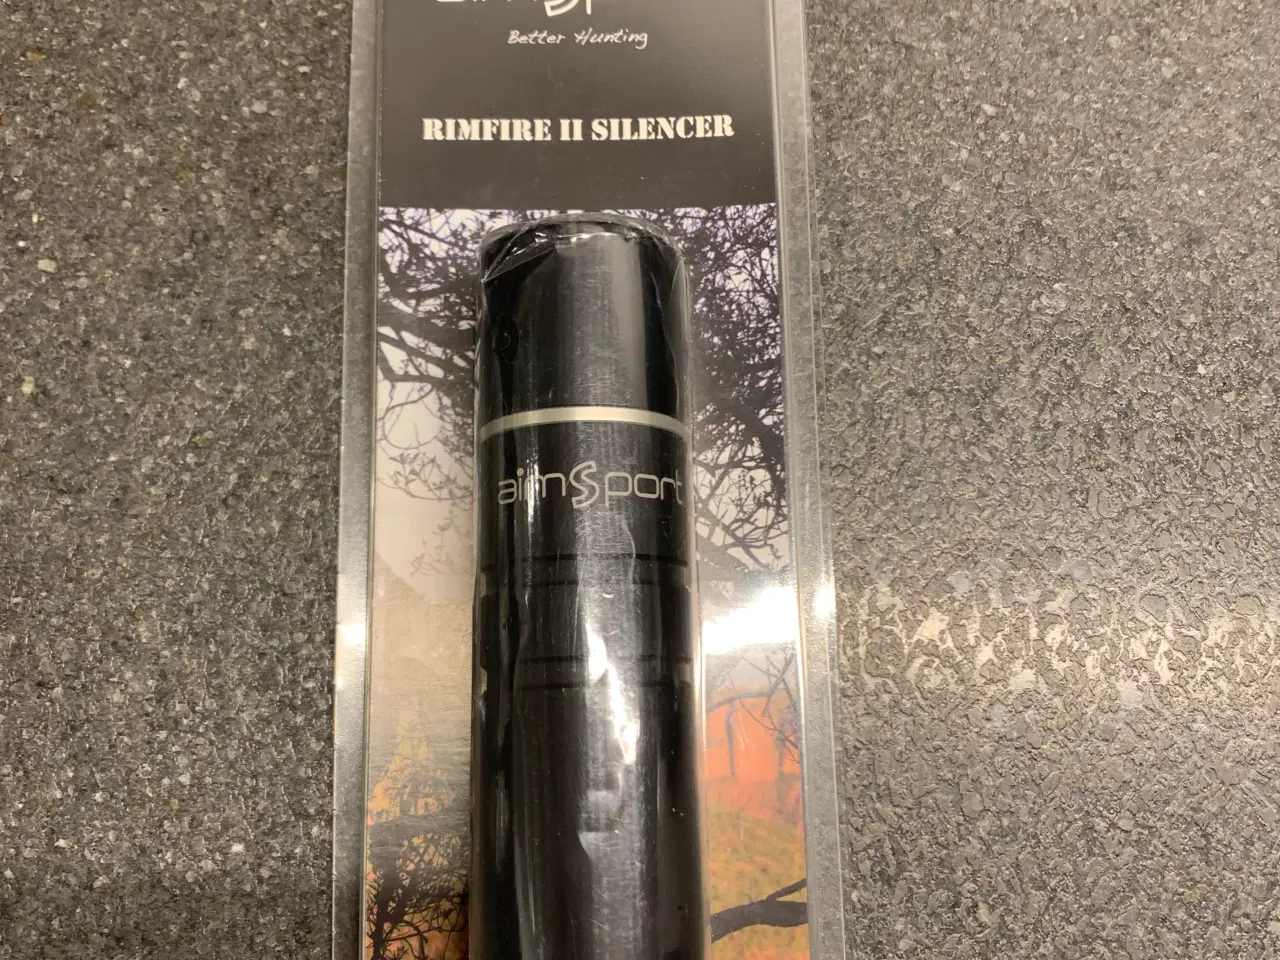 Better Hunting
RIMFIRE II SILENCER
aimSport